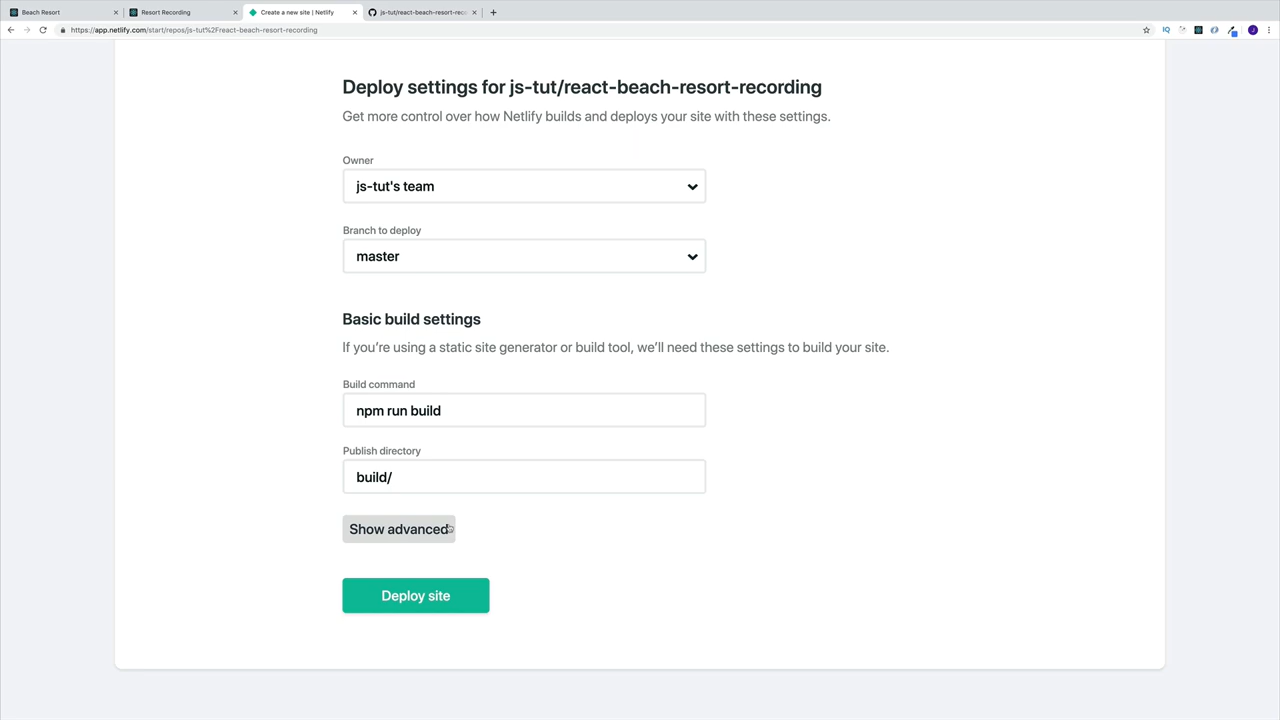 Beach Resort
Resort Recording
Create a new site | Netlify
js-tut/react-beach-resort-reco
https://app.netlify.com/start/repos/js-tut%2Freact-beach-resort-recording
IQ
J
Deploy settings for js-tut/react-beach-resort-recording
Get more control over how Netlify builds and deploys your site with these settings.
Owner
js-tut's team
Branch to deploy
master
Basic build settings
If you’re using a static site generator or build tool, we’ll need these settings to build your site.
Build command
npm run build
Publish directory
build/
Show advanced
Deploy site